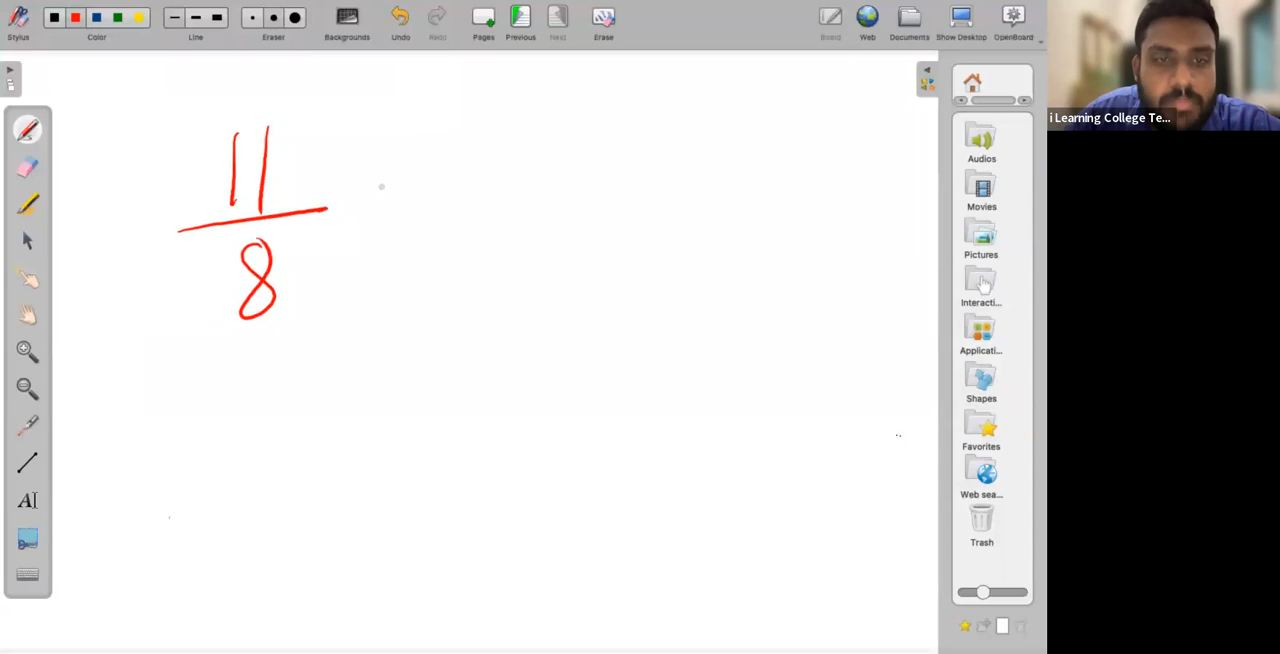 Stylus
Color
Line
Eraser
Backgrounds
Undo
Redo
Pages
Previous
Next
Erase
Board
Web
Documents
Show Desktop
OpenBoard
i Learning College Te...
11
8
Audios
Movies
Pictures
Interacti...
Applicati...
Shapes
Favorites
Web sea...
Trash
A